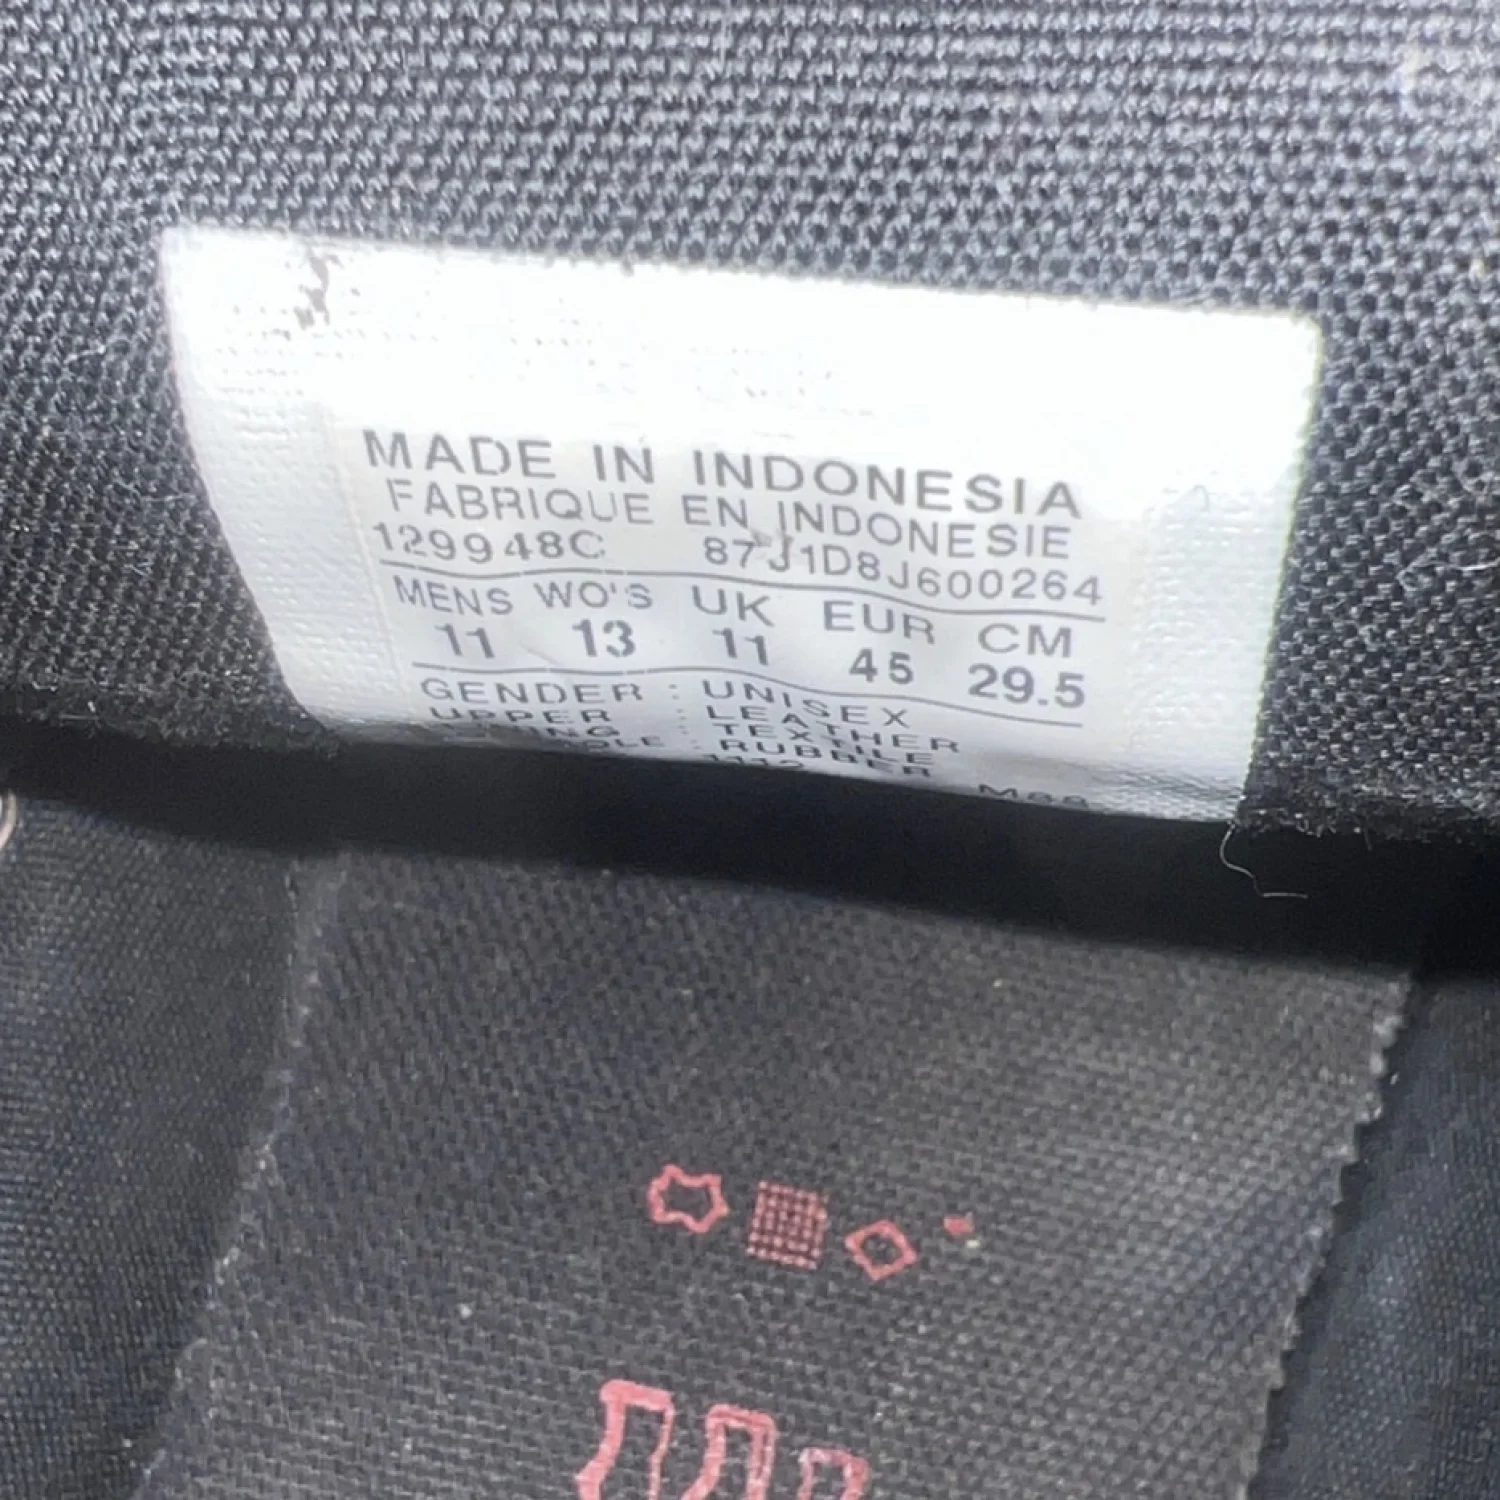 MADE IN INDONESIA
FABRIQUE EN INDONESIE
129948C 87J1D8J600264
MENS WO'S UK EUR CM
11 13 11 45 29.5
GENDER : UNISEX
UPPER : LEATHER
: TEXTILE
: RUBBER